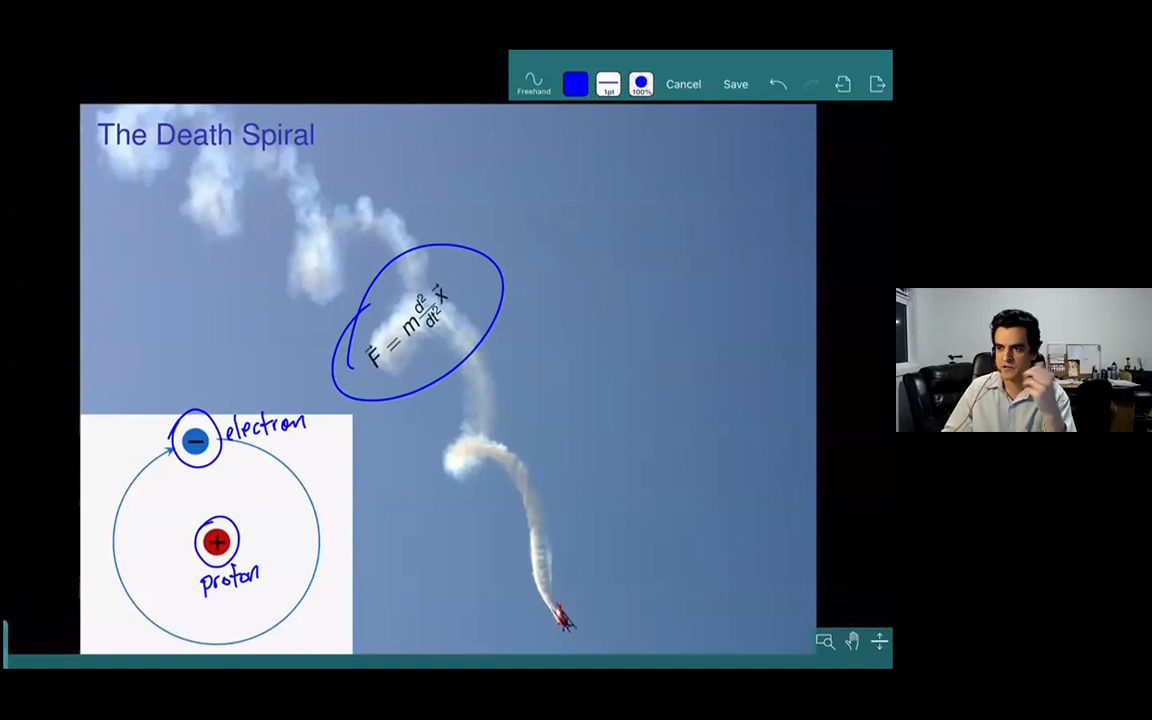 Freehand
1pt
100%
Cancel
Save
The Death Spiral
F⃗ = m d²/dt² x⃗
−
electron
+
proton